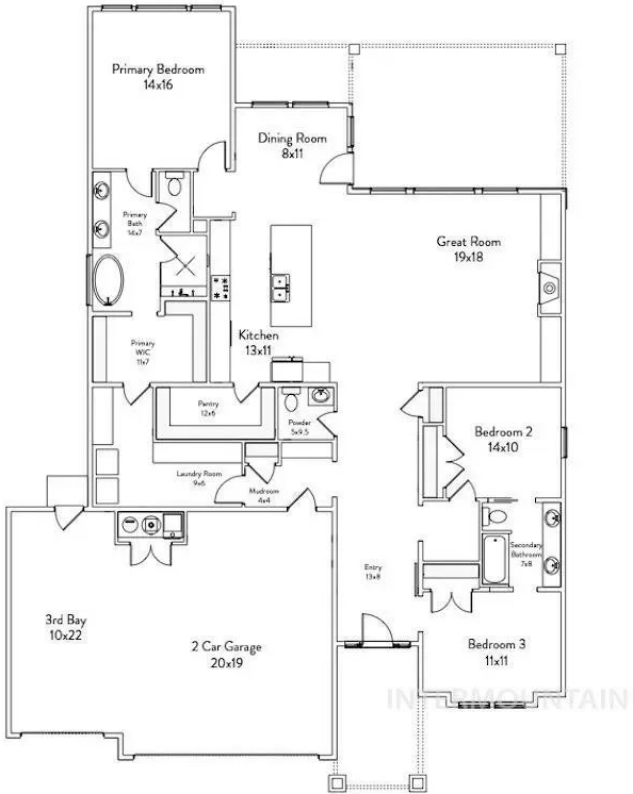 Primary Bedroom
14x16
Dining Room
8x11
Primary
Bath
14x7
Great Room
19x18
Kitchen
13x11
Primary
WIC
11x7
Pantry
12x6
Powder
5x9.5
Bedroom 2
14x10
Laundry Room
9x6
Mudroom
4x4
Secondary
Bathroom
7x8
Entry
13x8
3rd Bay
10x22
2 Car Garage
20x19
Bedroom 3
11x11
INTERMOUNTAIN